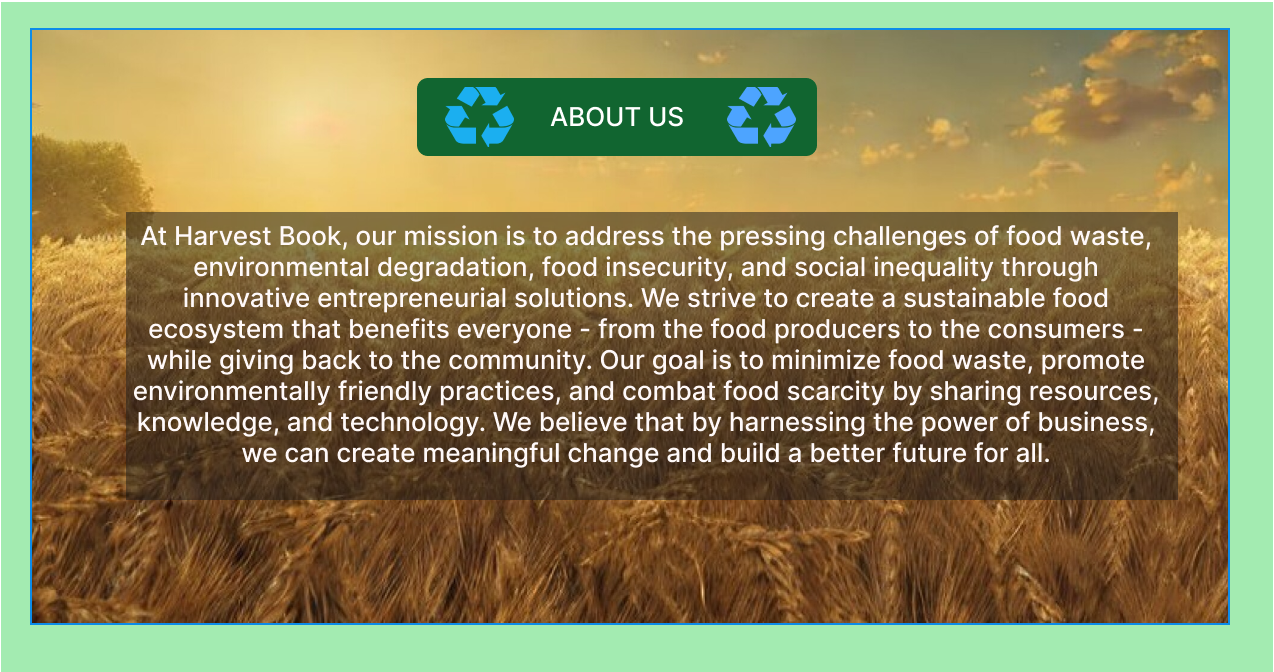 ABOUT US
At Harvest Book, our mission is to address the pressing challenges of food waste,
environmental degradation, food insecurity, and social inequality through
innovative entrepreneurial solutions. We strive to create a sustainable food
ecosystem that benefits everyone - from the food producers to the consumers -
while giving back to the community. Our goal is to minimize food waste, promote
environmentally friendly practices, and combat food scarcity by sharing resources,
knowledge, and technology. We believe that by harnessing the power of business,
we can create meaningful change and build a better future for all.